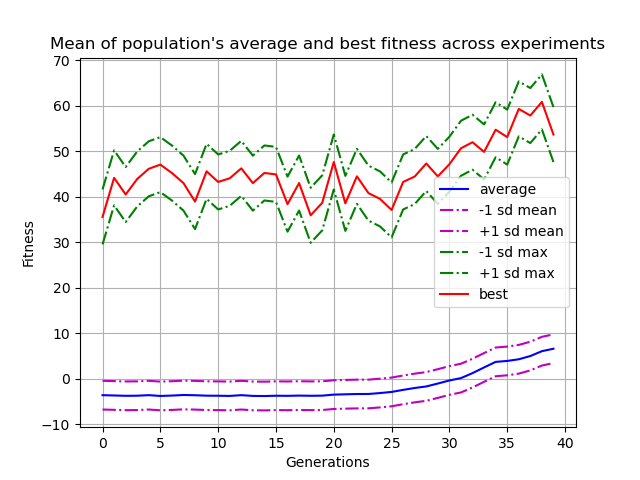 Mean of population's average and best fitness across experiments
70
60
50
40
30
20
10
0
−10
Fitness
average
-1 sd mean
+1 sd mean
-1 sd max
+1 sd max
best
0 5 10 15 20 25 30 35 40
Generations